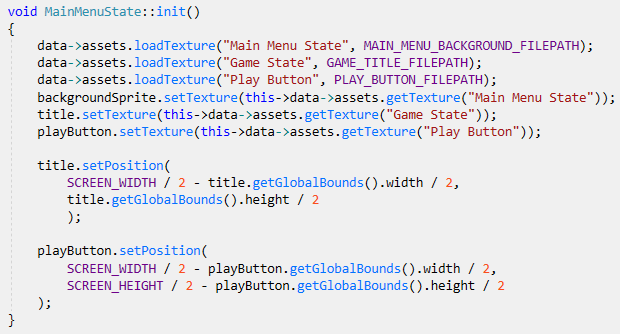 void MainMenuState::init()
{
    data->assets.loadTexture("Main Menu State", MAIN_MENU_BACKGROUND_FILEPATH);
    data->assets.loadTexture("Game State", GAME_TITLE_FILEPATH);
    data->assets.loadTexture("Play Button", PLAY_BUTTON_FILEPATH);
    backgroundSprite.setTexture(this->data->assets.getTexture("Main Menu State"));
    title.setTexture(this->data->assets.getTexture("Game State"));
    playButton.setTexture(this->data->assets.getTexture("Play Button"));

    title.setPosition(
        SCREEN_WIDTH / 2 - title.getGlobalBounds().width / 2,
        title.getGlobalBounds().height / 2
        );

    playButton.setPosition(
        SCREEN_WIDTH / 2 - playButton.getGlobalBounds().width / 2,
        SCREEN_HEIGHT / 2 - playButton.getGlobalBounds().height / 2
    );
}